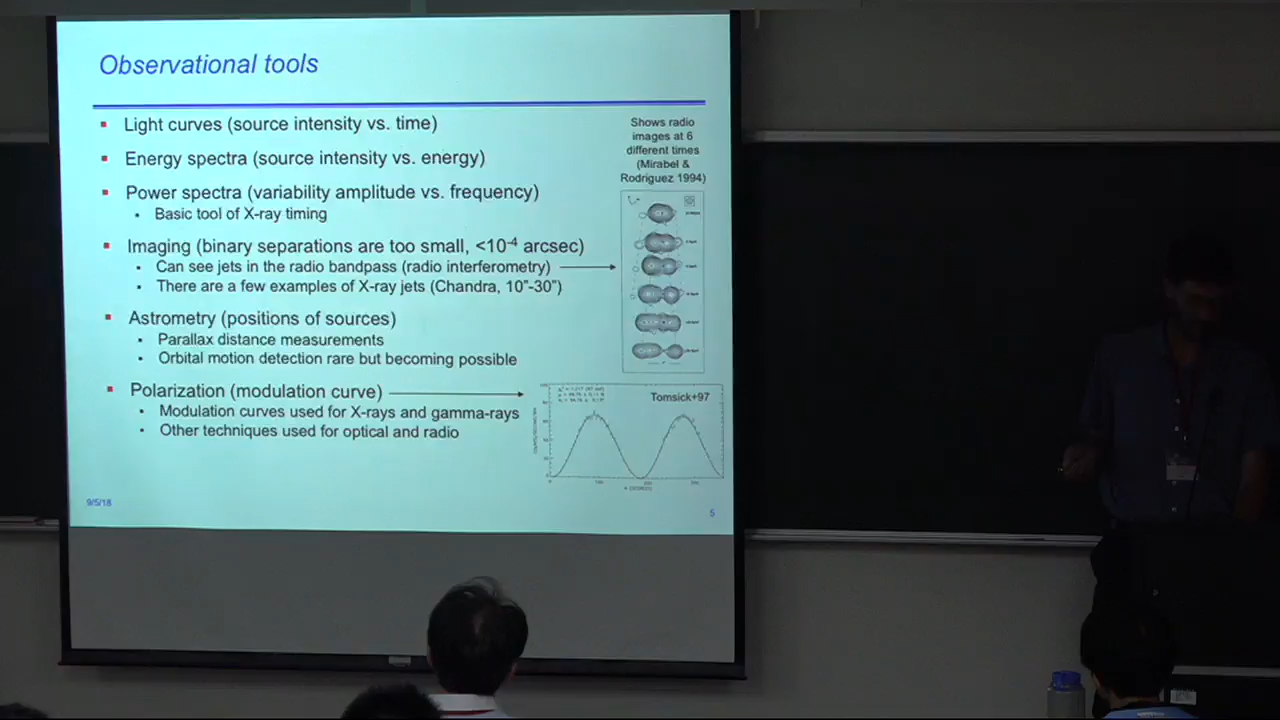 Observational tools
Light curves (source intensity vs. time)
Energy spectra (source intensity vs. energy)
Power spectra (variability amplitude vs. frequency)
Basic tool of X-ray timing
Imaging (binary separations are too small, <10⁻⁴ arcsec)
Can see jets in the radio bandpass (radio interferometry)
There are a few examples of X-ray jets (Chandra, 10"-30")
Astrometry (positions of sources)
Parallax distance measurements
Orbital motion detection rare but becoming possible
Polarization (modulation curve)
Modulation curves used for X-rays and gamma-rays
Other techniques used for optical and radio
Shows radio
images at 6
different times
(Mirabel &
Rodriguez 1994)
Tomsick+97
9/5/18
5